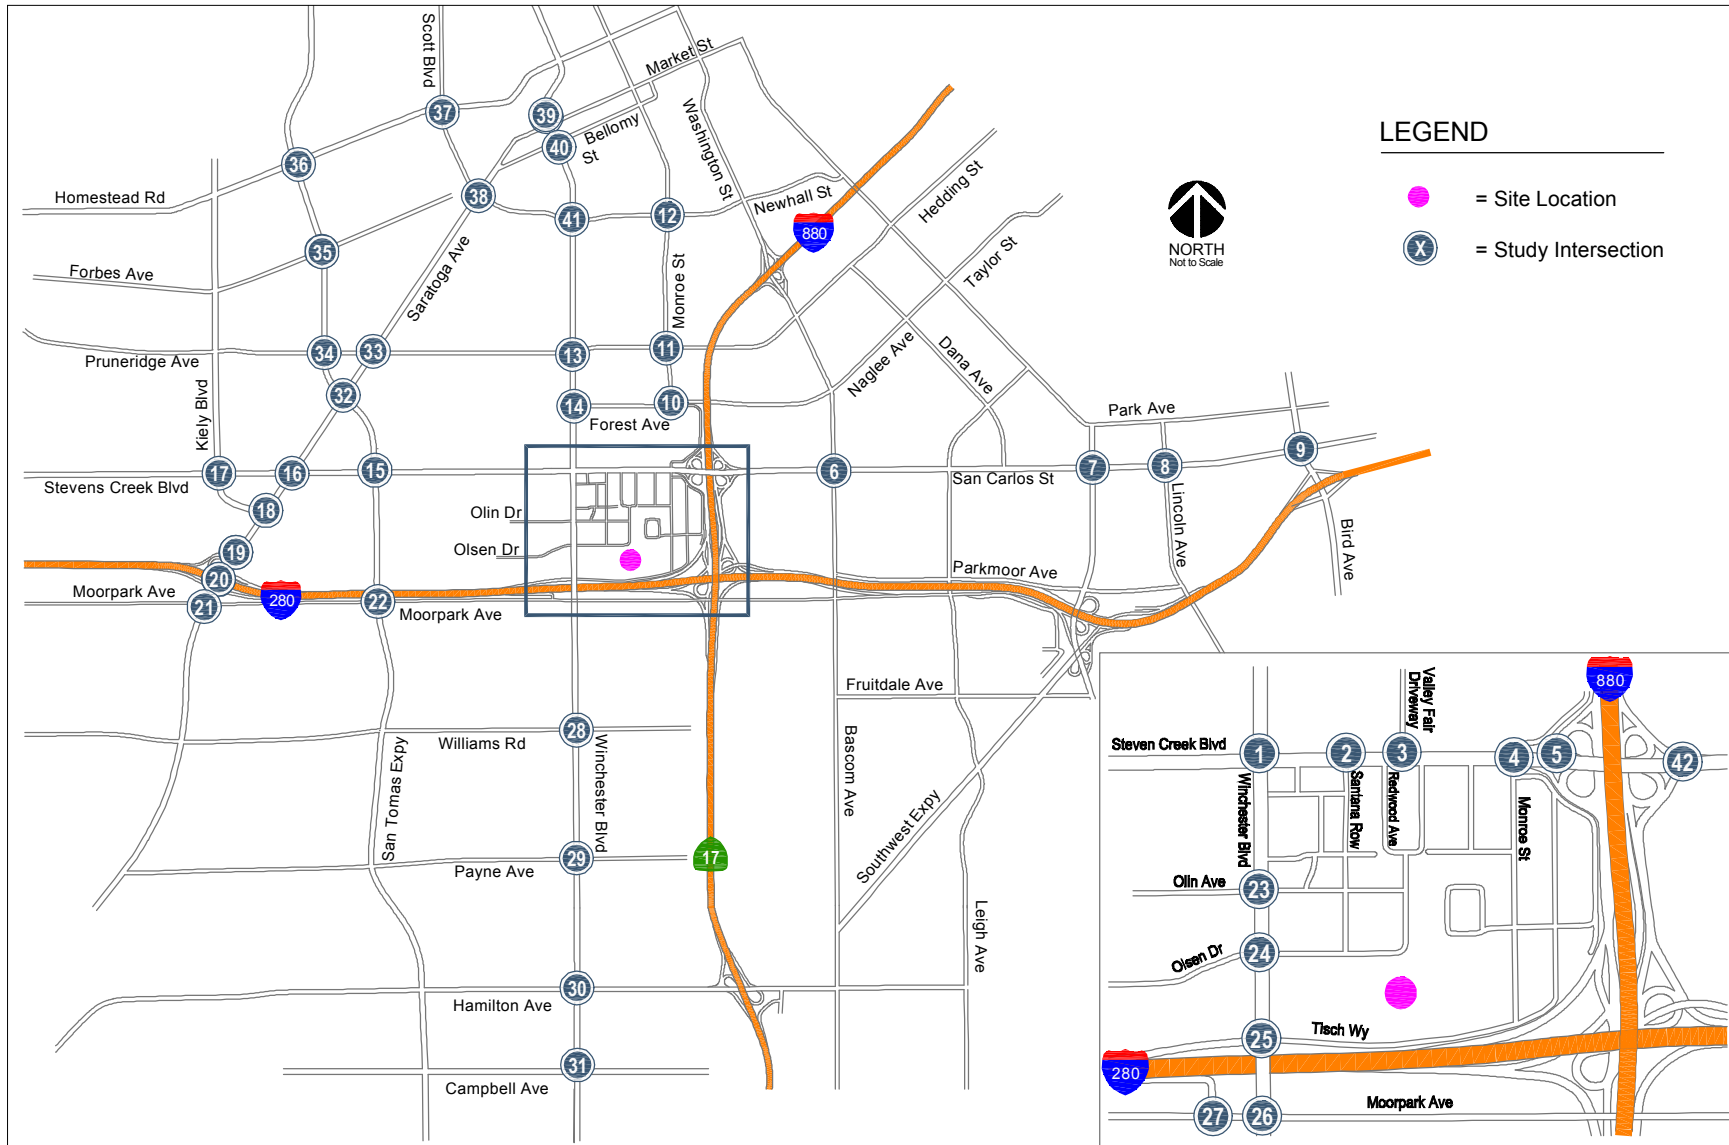 Scott Blvd
Market St
37
39
Washington St
Bellomy
St
40
36
Homestead Rd
38
Newhall St
Hedding St
41
12
880
35
Forbes Ave
Saratoga Ave
Monroe St
Taylor St
LEGEND
= Site Location
X
= Study Intersection
NORTH
Not to Scale
Pruneridge Ave
34
33
13
11
Naglee Ave
Dana Ave
32
Kiely Blvd
14
10
Forest Ave
Park Ave
9
17
16
15
6
7
8
Stevens Creek Blvd
San Carlos St
18
Olin Dr
Lincoln Ave
Bird Ave
Olsen Dr
19
20
Parkmoor Ave
Moorpark Ave
21
280
22
Moorpark Ave
Fruitdale Ave
28
Williams Rd
Winchester Blvd
San Tomas Expy
Bascom Ave
Southwest Expy
29
17
Payne Ave
Leigh Ave
30
Hamilton Ave
31
Campbell Ave
Valley Fair
Driveway
880
Steven Creek Blvd
1
2
3
4
5
42
Winchester Blvd
Santana Row
Redwood Ave
Monroe St
Olin Ave
23
Olsen Dr
24
25
Tisch Wy
280
27
26
Moorpark Ave